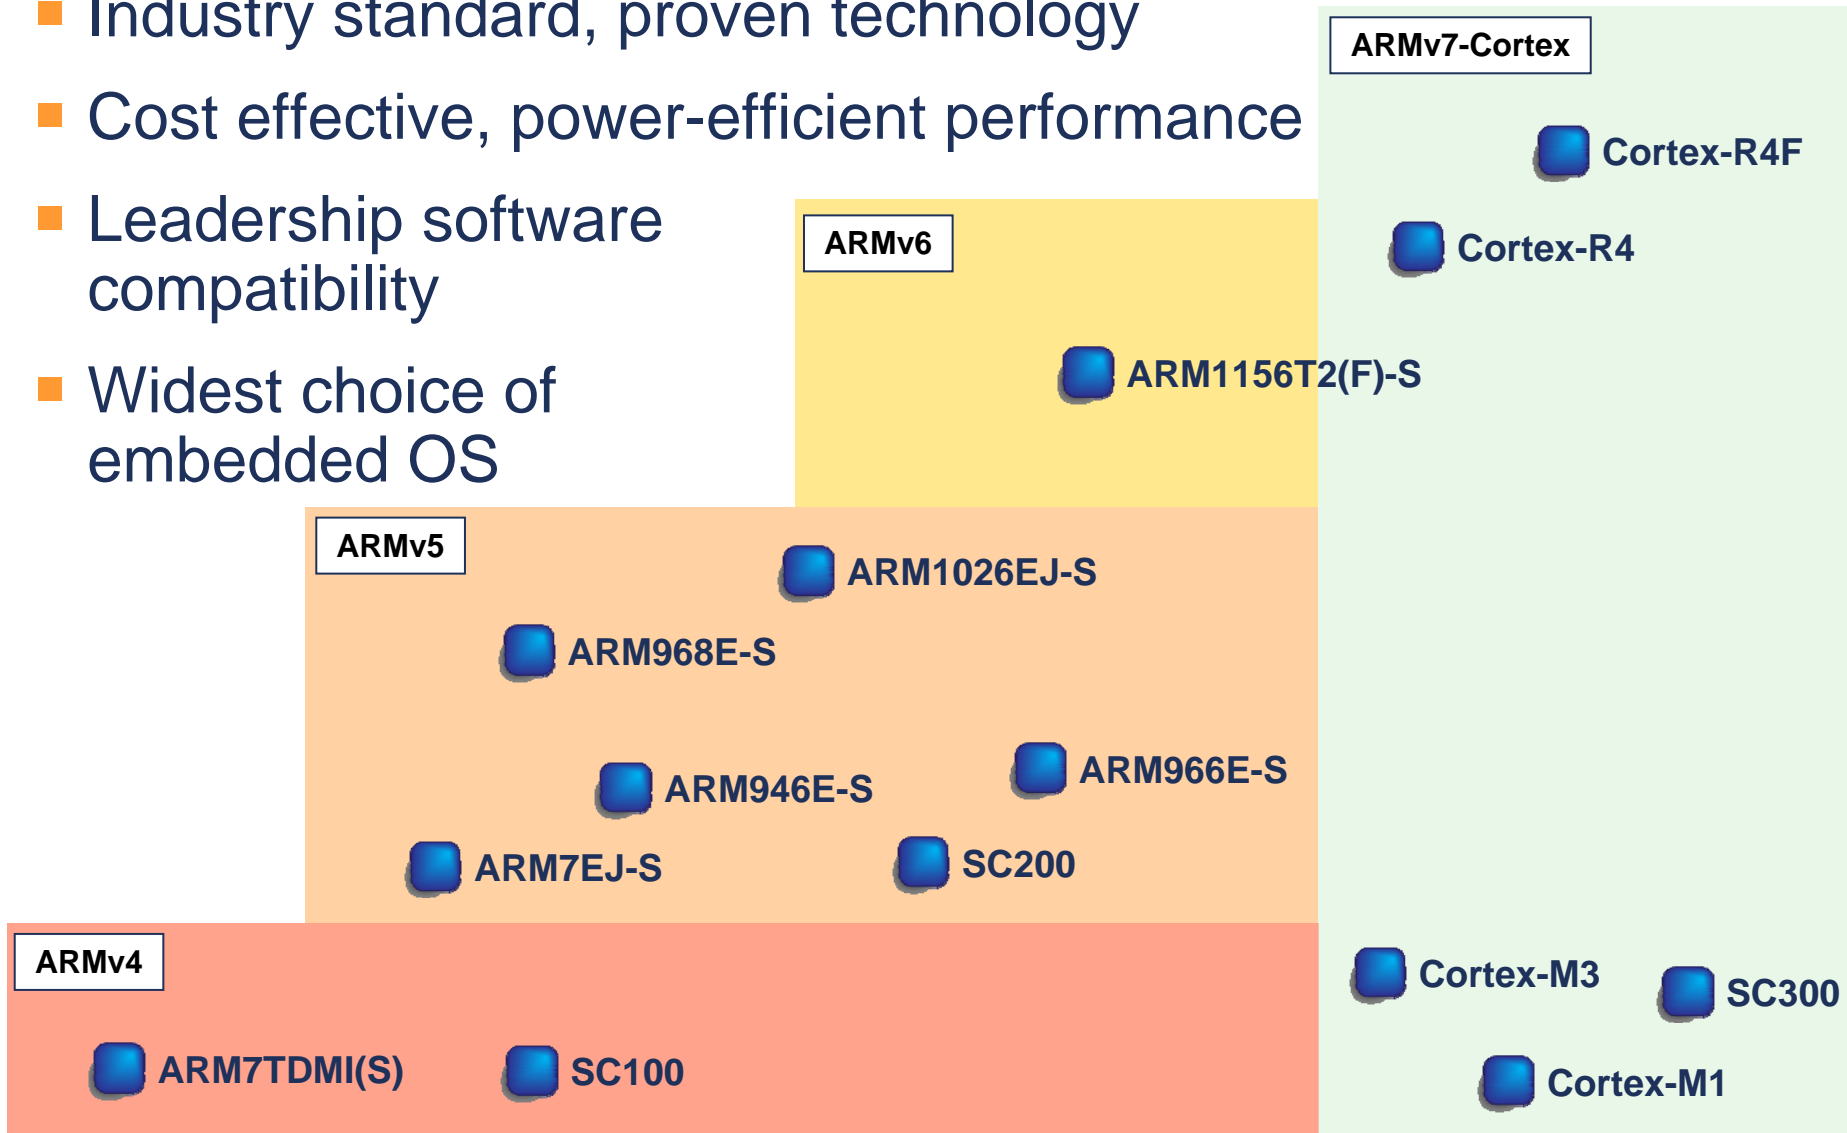 Industry standard, proven technology
Cost effective, power-efficient performance
Leadership software
compatibility
Widest choice of
embedded OS
ARMv7-Cortex
Cortex-R4F
Cortex-R4
ARMv6
ARM1156T2(F)-S
ARMv5
ARM1026EJ-S
ARM968E-S
ARM966E-S
ARM946E-S
ARM7EJ-S
SC200
ARMv4
ARM7TDMI(S)
SC100
Cortex-M3
SC300
Cortex-M1